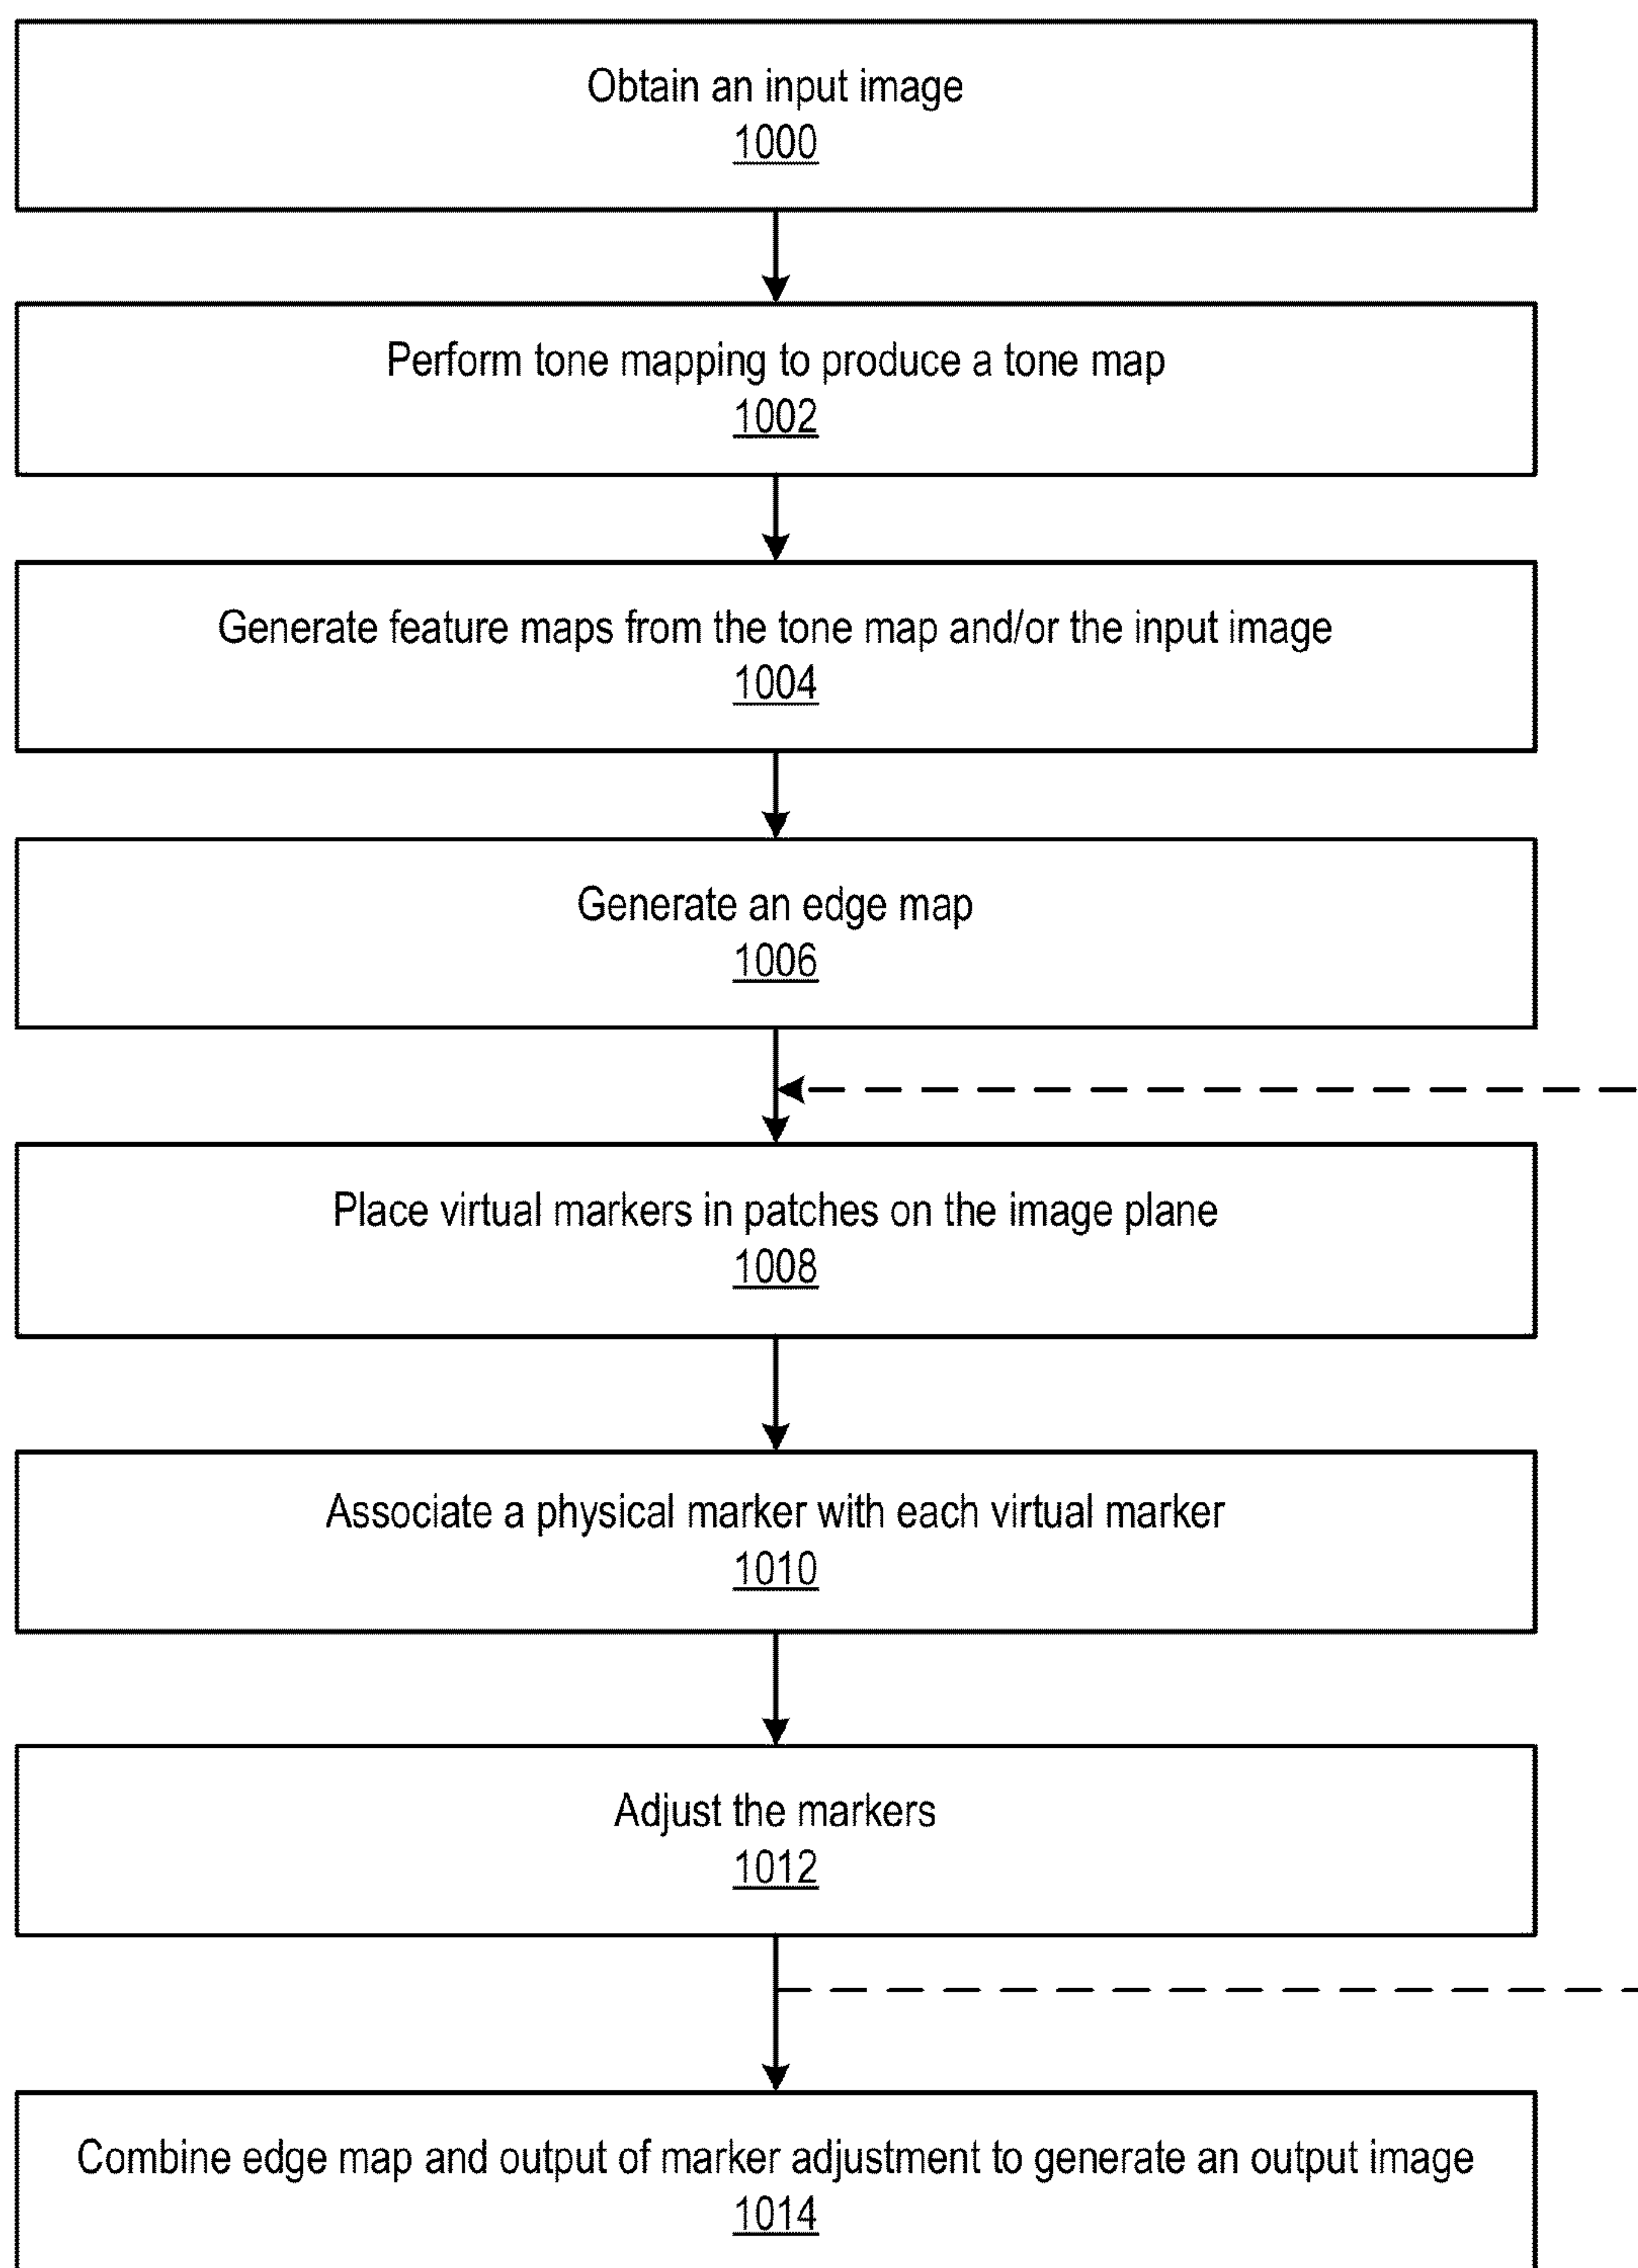 Obtain an input image
1000
Perform tone mapping to produce a tone map
1002
Generate feature maps from the tone map and/or the input image
1004
Generate an edge map
1006
Place virtual markers in patches on the image plane
1008
Associate a physical marker with each virtual marker
1010
Adjust the markers
1012
Combine edge map and output of marker adjustment to generate an output image
1014